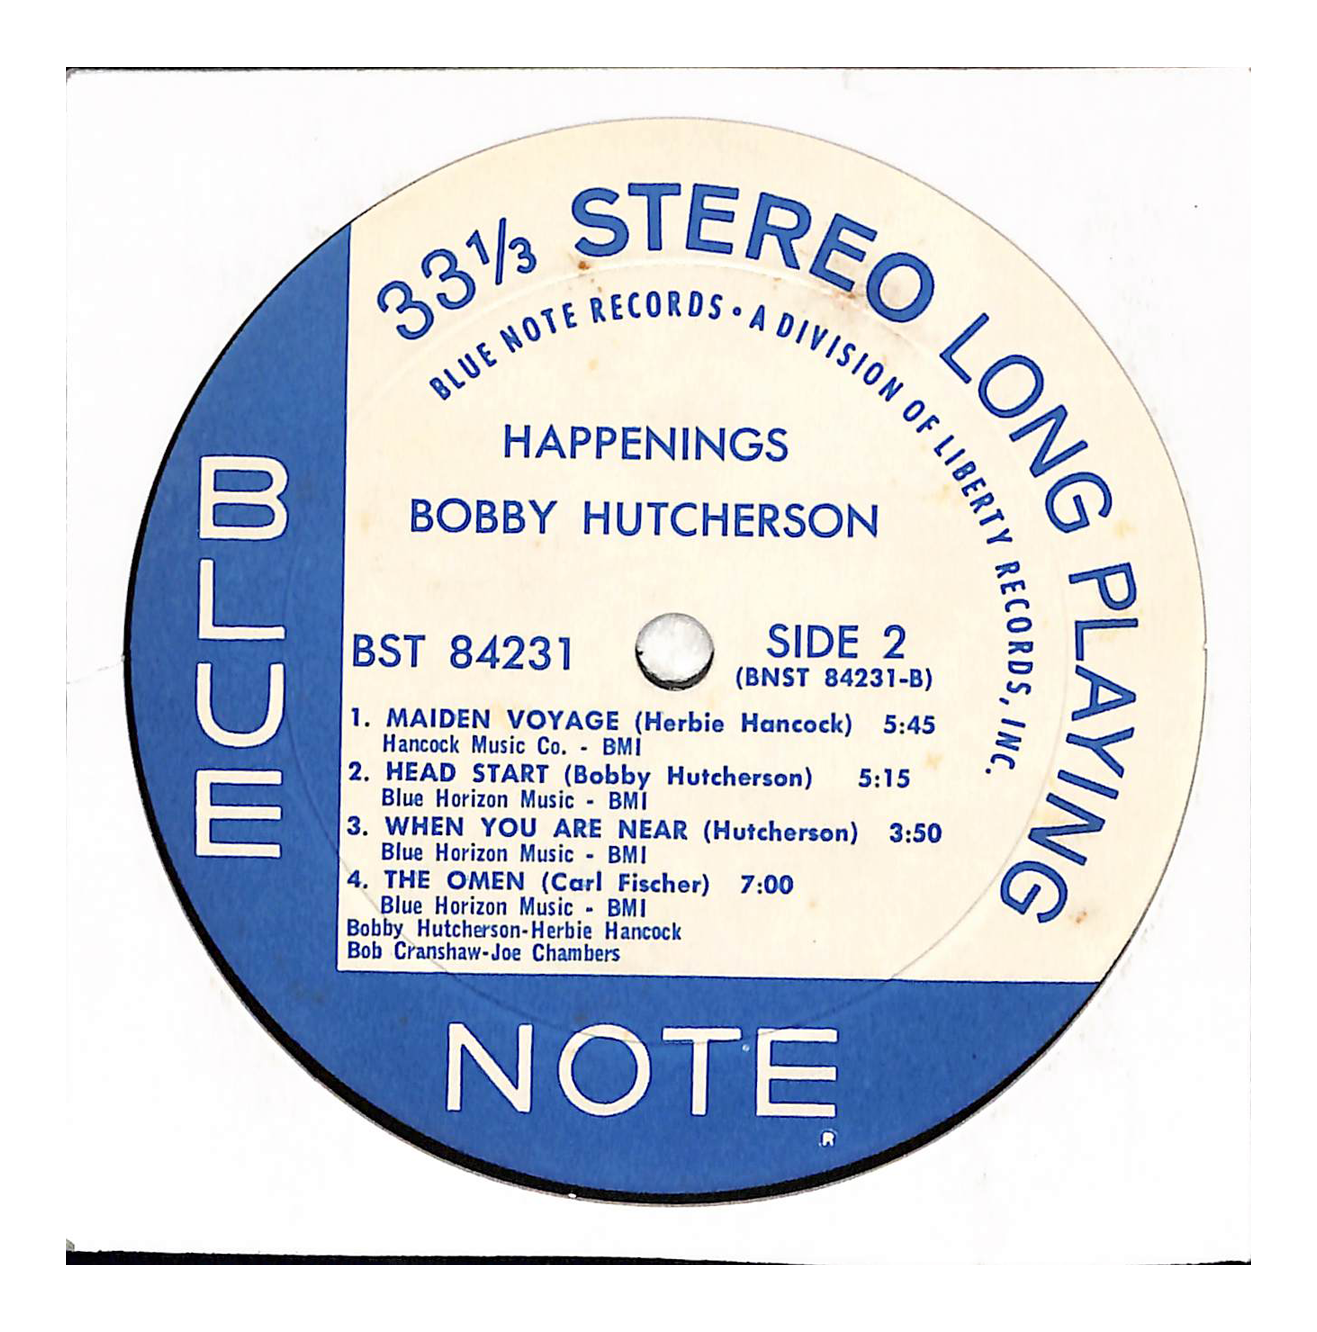 33⅓ STEREO LONG PLAYING
BLUE NOTE RECORDS • A DIVISION OF LIBERTY RECORDS, INC.
HAPPENINGS
BOBBY HUTCHERSON
BST 84231
SIDE 2
(BNST 84231-B)
1. MAIDEN VOYAGE (Herbie Hancock) 5:45
Hancock Music Co. - BMI
2. HEAD START (Bobby Hutcherson) 5:15
Blue Horizon Music - BMI
3. WHEN YOU ARE NEAR (Hutcherson) 3:50
Blue Horizon Music - BMI
4. THE OMEN (Carl Fischer) 7:00
Blue Horizon Music - BMI
Bobby Hutcherson-Herbie Hancock
Bob Cranshaw-Joe Chambers
BLUE
NOTE
®